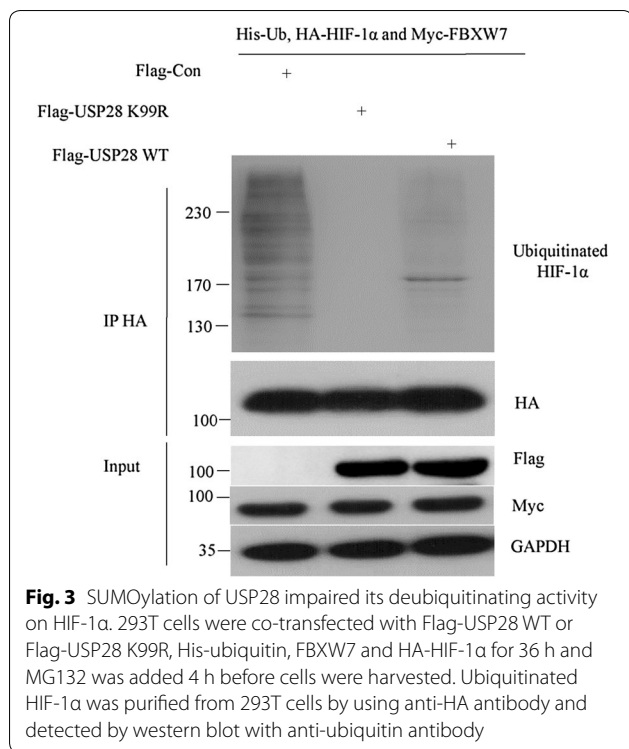 His-Ub, HA-HIF-1α and Myc-FBXW7
Flag-Con +
Flag-USP28 K99R +
Flag-USP28 WT +
230
170
130
IP HA
Ubiquitinated
HIF-1α
100
HA
Input
100
Flag
100
Myc
35
GAPDH
Fig. 3 SUMOylation of USP28 impaired its deubiquitinating activity
on HIF-1α. 293T cells were co-transfected with Flag-USP28 WT or
Flag-USP28 K99R, His-ubiquitin, FBXW7 and HA-HIF-1α for 36 h and
MG132 was added 4 h before cells were harvested. Ubiquitinated
HIF-1α was purified from 293T cells by using anti-HA antibody and
detected by western blot with anti-ubiquitin antibody